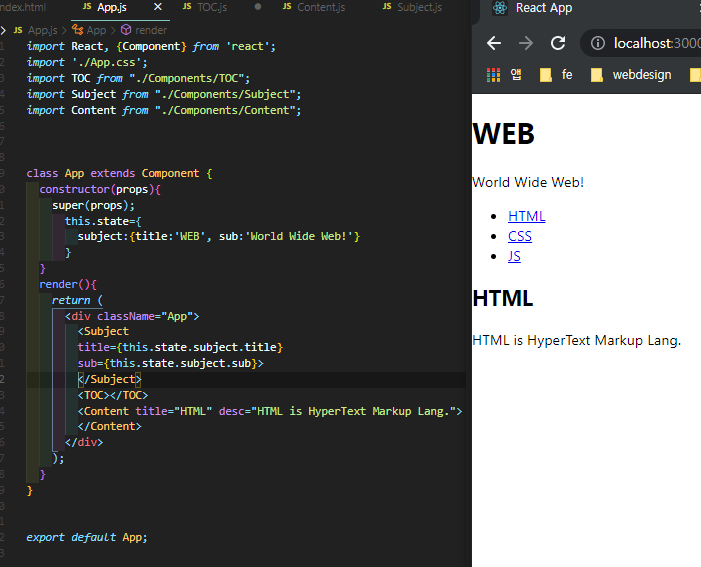 ndex.html App.js TOC.js Content.js Subject.js
App.js > App > render
import React, {Component} from 'react';
import './App.css';
import TOC from "./Components/TOC";
import Subject from "./Components/Subject";
import Content from "./Components/Content";
class App extends Component {
constructor(props){
super(props);
this.state={
subject:{title:'WEB', sub:'World Wide Web!'}
}
}
render(){
return (
<div className="App">
<Subject
title={this.state.subject.title}
sub={this.state.subject.sub}>
</Subject>
<TOC></TOC>
<Content title="HTML" desc="HTML is HyperText Markup Lang.">
</Content>
</div>
);
}
}
export default App;
React App
localhost:3000
앱 fe webdesign
WEB
World Wide Web!
HTML
CSS
JS
HTML
HTML is HyperText Markup Lang.